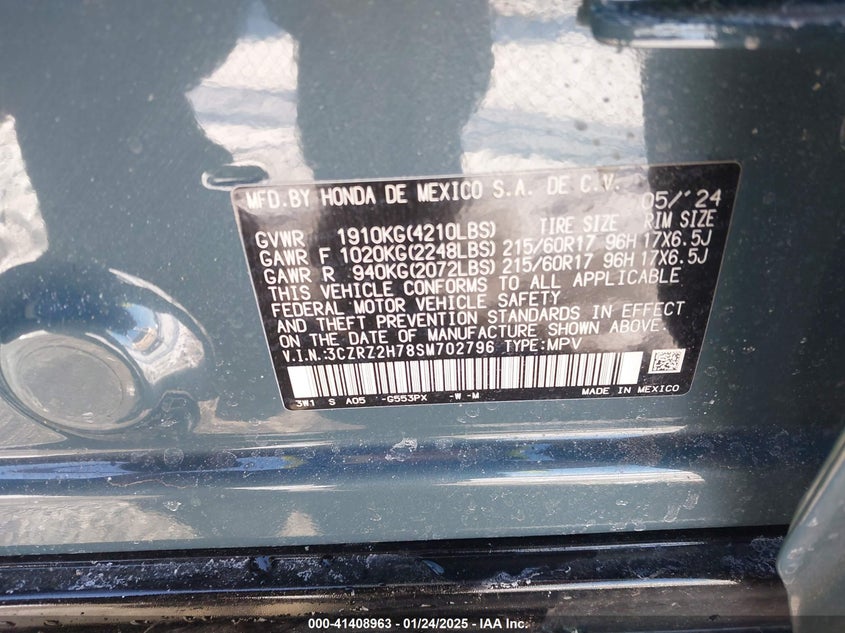 MFD.BY HONDA DE MEXICO S.A. DE C.V. 05/'24
GVWR 1910KG(4210LBS) TIRE SIZE RIM SIZE
GAWR F 1020KG(2248LBS) 215/60R17 96H 17X6.5J
GAWR R 940KG(2072LBS) 215/60R17 96H 17X6.5J
THIS VEHICLE CONFORMS TO ALL APPLICABLE
FEDERAL MOTOR VEHICLE SAFETY
AND THEFT PREVENTION STANDARDS IN EFFECT
ON THE DATE OF MANUFACTURE SHOWN ABOVE.
V.I.N.:3CZRZ2H78SM702796 TYPE:MPV
3W1 S A05 -G553PX -W-M MADE IN MEXICO
000-41408963 - 01/24/2025 - IAA Inc.